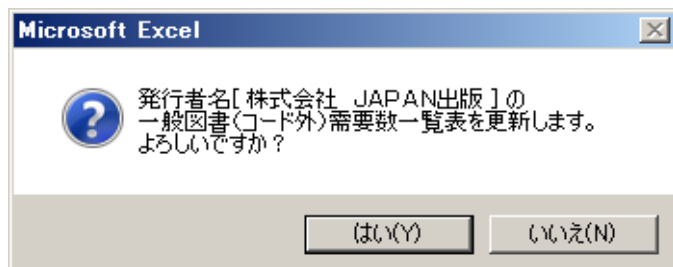 Microsoft Excel
発行者名[ 株式会社　JAPAN出版 ]の
一般図書(コード外)需要数一覧表を更新します。
よろしいですか？
はい(Y)
いいえ(N)